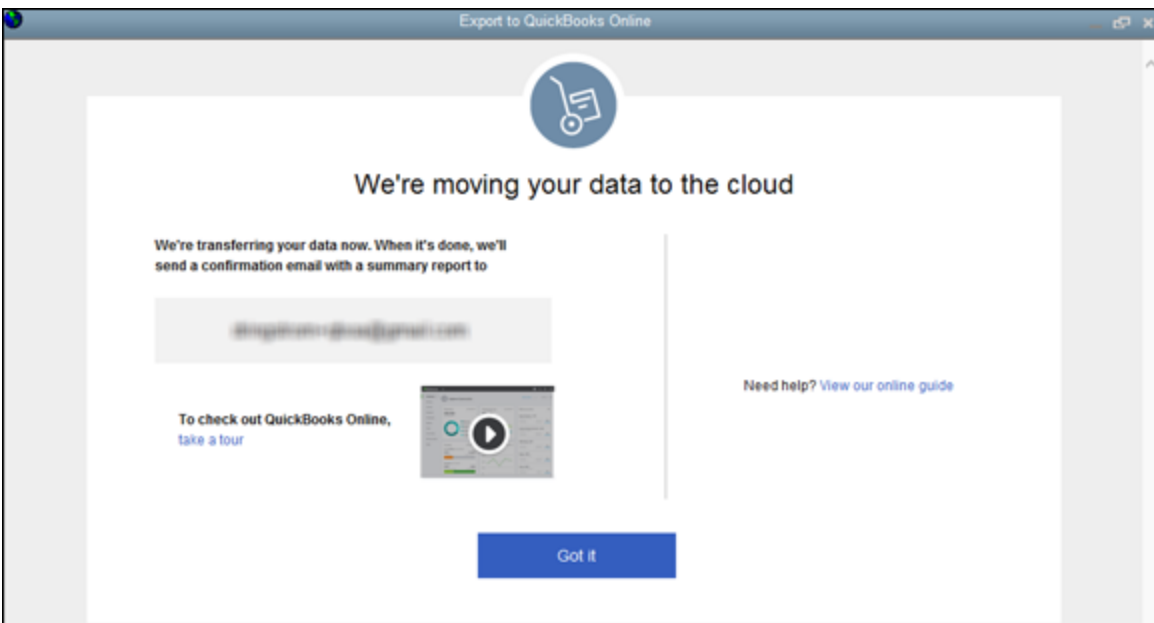 Export to QuickBooks Online
We're moving your data to the cloud
We're transferring your data now. When it's done, we'll
send a confirmation email with a summary report to
To check out QuickBooks Online,
take a tour
Need help? View our online guide
Got it